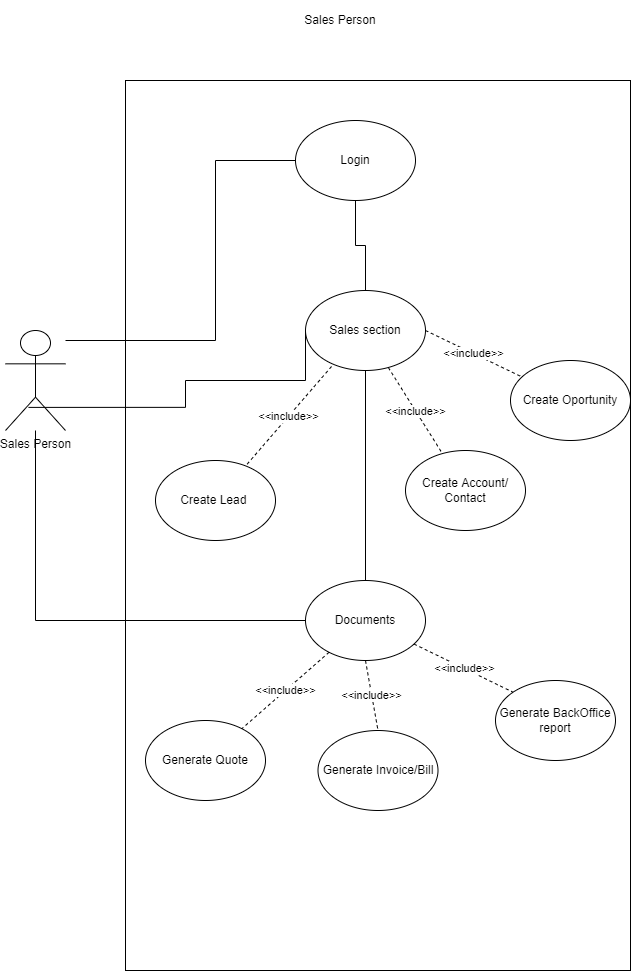 Sales Person
Login
Sales section
<<include>>
Create Oportunity
<<include>>
<<include>>
Sales Person
Create Lead
Create Account/
Contact
Documents
<<include>>
<<include>>
<<include>>
Generate BackOffice
report
Generate Quote
Generate Invoice/Bill